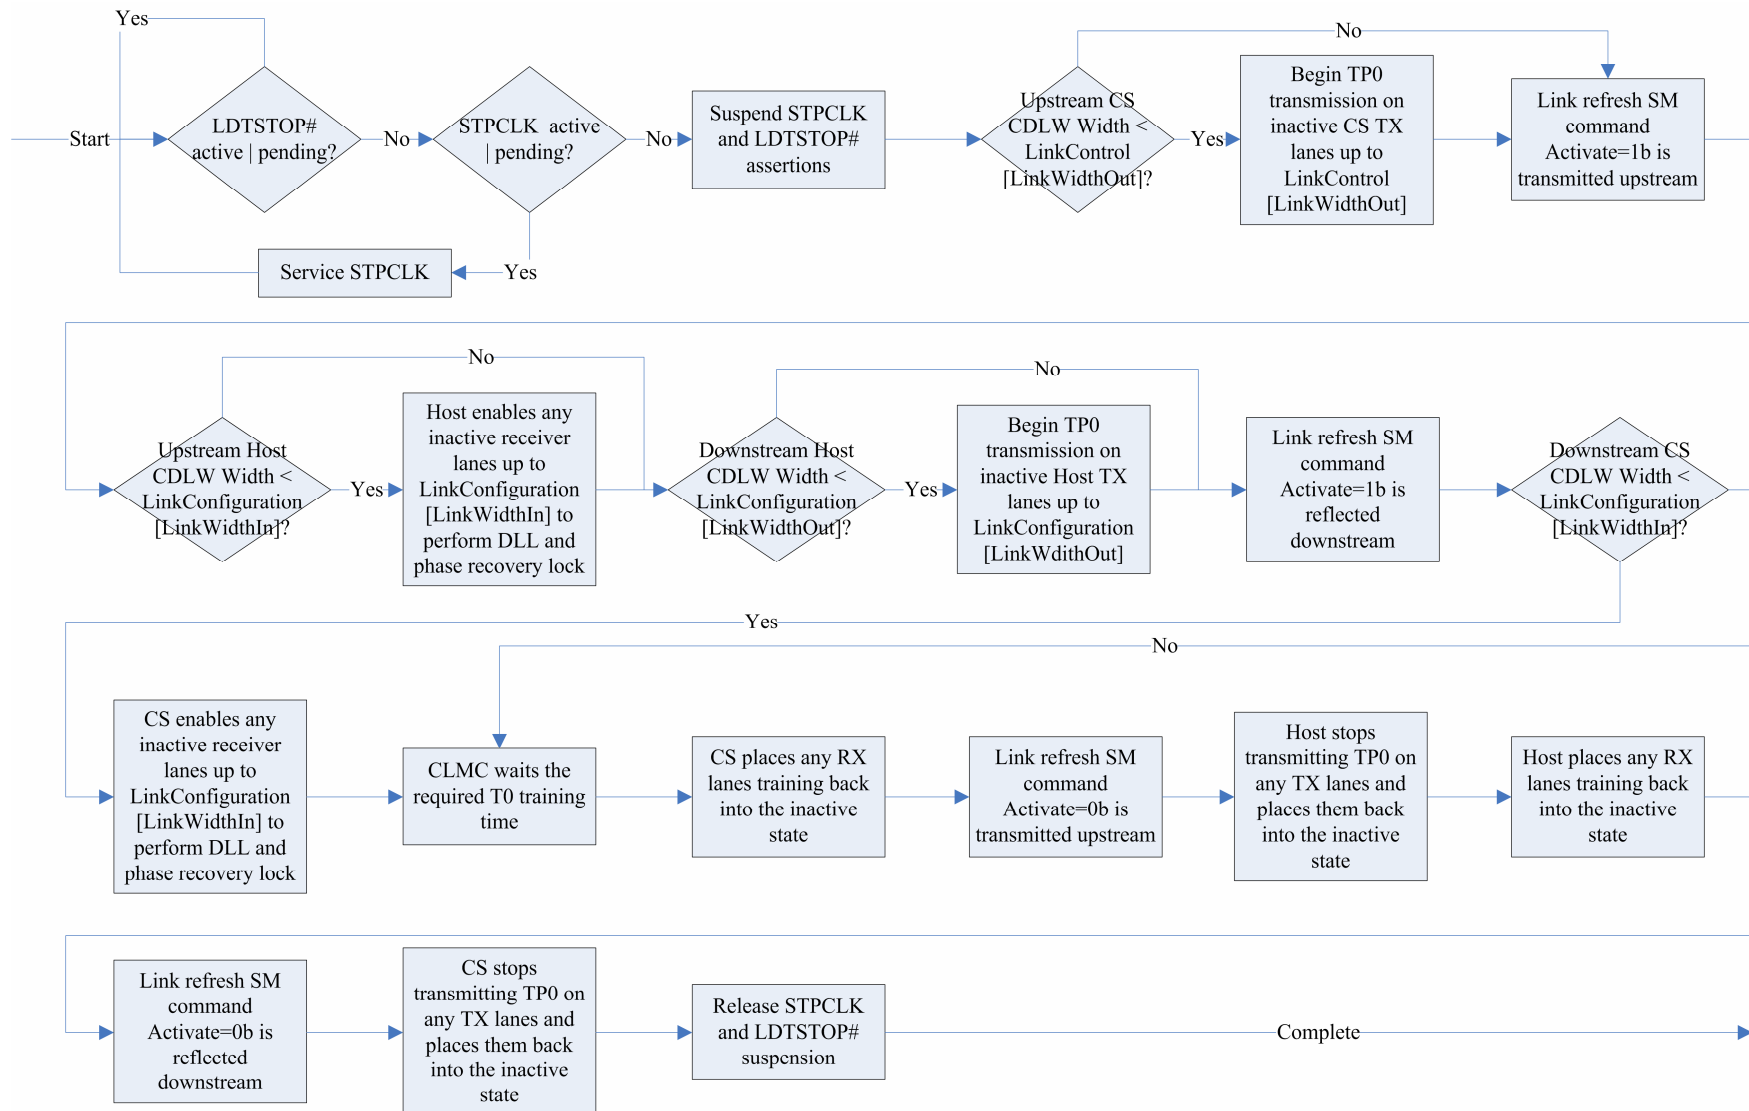 Yes
Start
LDTSTOP#
active | pending?
No
STPCLK  active
| pending?
No
Suspend STPCLK
and LDTSTOP#
assertions
Upstream CS
CDLW Width <
LinkControl
[LinkWidthOut]?
No
Yes
Begin TP0
transmission on
inactive CS TX
lanes up to
LinkControl
[LinkWidthOut]
Link refresh SM
command
Activate=1b is
transmitted upstream
Service STPCLK
Yes
Upstream Host
CDLW Width <
LinkConfiguration
[LinkWidthIn]?
No
Yes
Host enables any
inactive receiver
lanes up to
LinkConfiguration
[LinkWidthIn] to
perform DLL and
phase recovery lock
Downstream Host
CDLW Width <
LinkConfiguration
[LinkWidthOut]?
No
Yes
Begin TP0
transmission on
inactive Host TX
lanes up to
LinkConfiguration
[LinkWdithOut]
Link refresh SM
command
Activate=1b is
reflected
downstream
Downstream CS
CDLW Width <
LinkConfiguration
[LinkWidthIn]?
Yes
No
CS enables any
inactive receiver
lanes up to
LinkConfiguration
[LinkWidthIn] to
perform DLL and
phase recovery lock
CLMC waits the
required T0 training
time
CS places any RX
lanes training back
into the inactive
state
Link refresh SM
command
Activate=0b is
transmitted upstream
Host stops
transmitting TP0 on
any TX lanes and
places them back
into the inactive
state
Host places any RX
lanes training back
into the inactive
state
Link refresh SM
command
Activate=0b is
reflected
downstream
CS stops
transmitting TP0 on
any TX lanes and
places them back
into the inactive
state
Release STPCLK
and LDTSTOP#
suspension
Complete